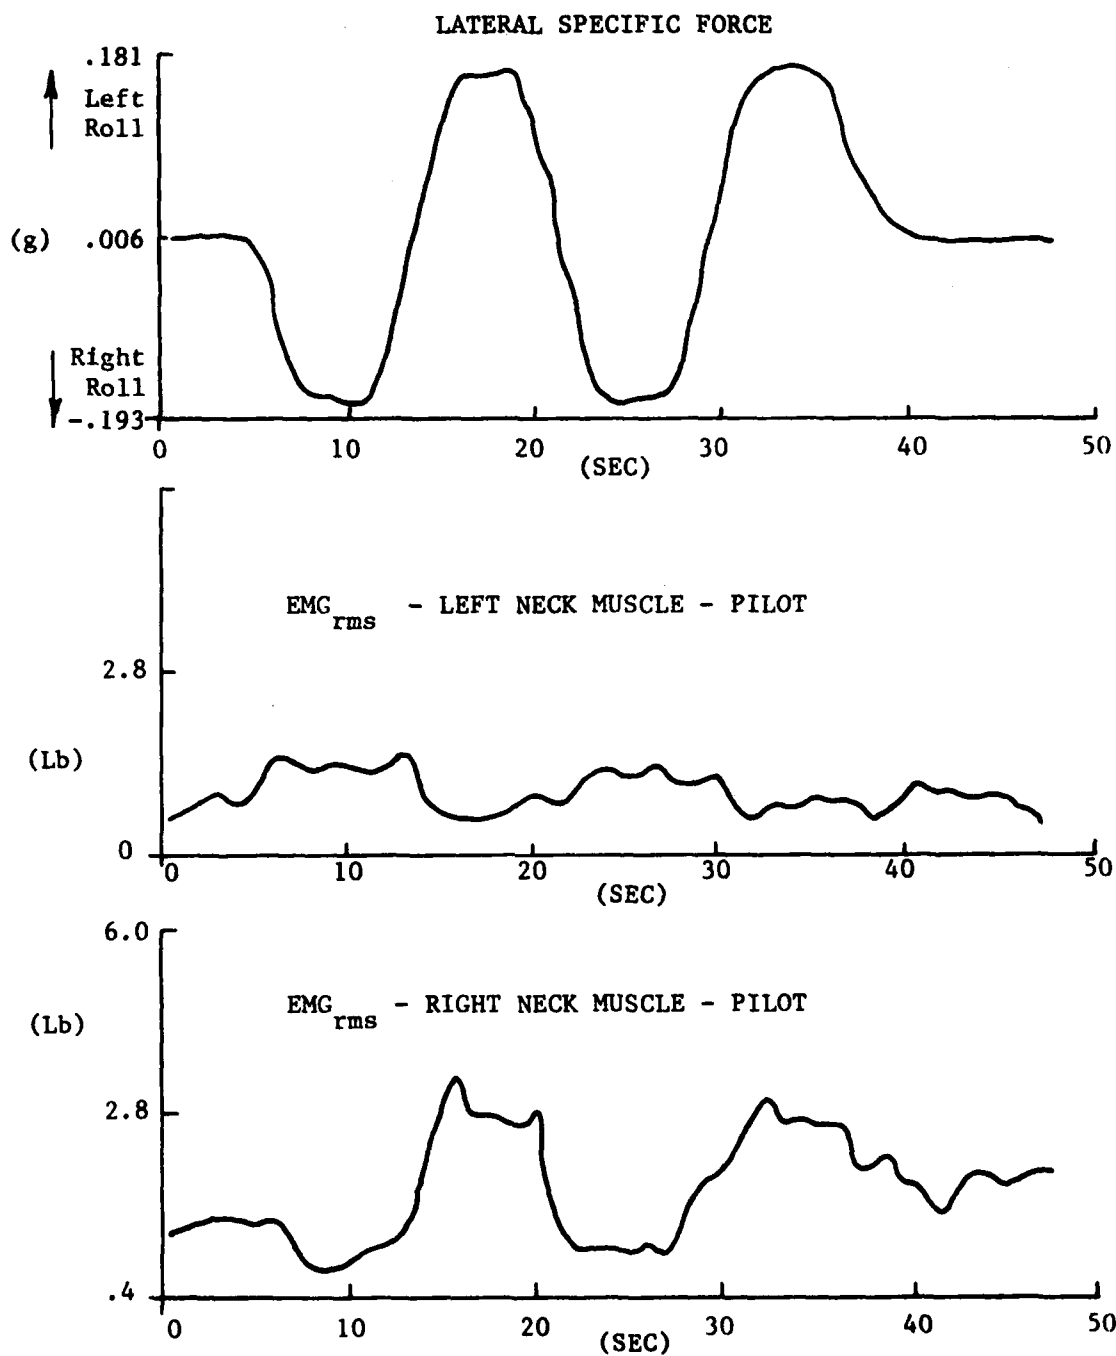 LATERAL SPECIFIC FORCE
.181
Left
Roll
(g) .006
Right
Roll
-.193
0 10 20 30 40 50
(SEC)
EMGrms - LEFT NECK MUSCLE - PILOT
2.8
(Lb)
0
0 10 20 30 40 50
(SEC)
6.0
EMGrms - RIGHT NECK MUSCLE - PILOT
(Lb)
2.8
.4
0 10 20 30 40 50
(SEC)